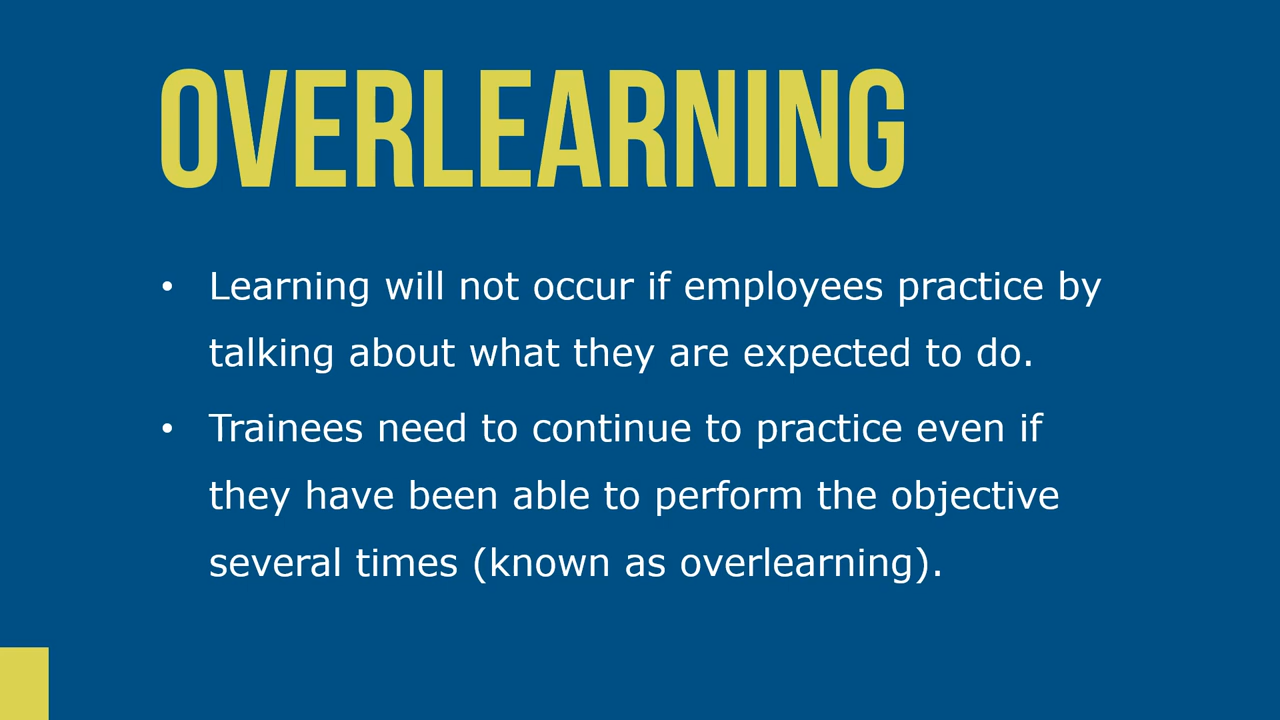 OVERLEARNING
• Learning will not occur if employees practice by
talking about what they are expected to do.
• Trainees need to continue to practice even if
they have been able to perform the objective
several times (known as overlearning).